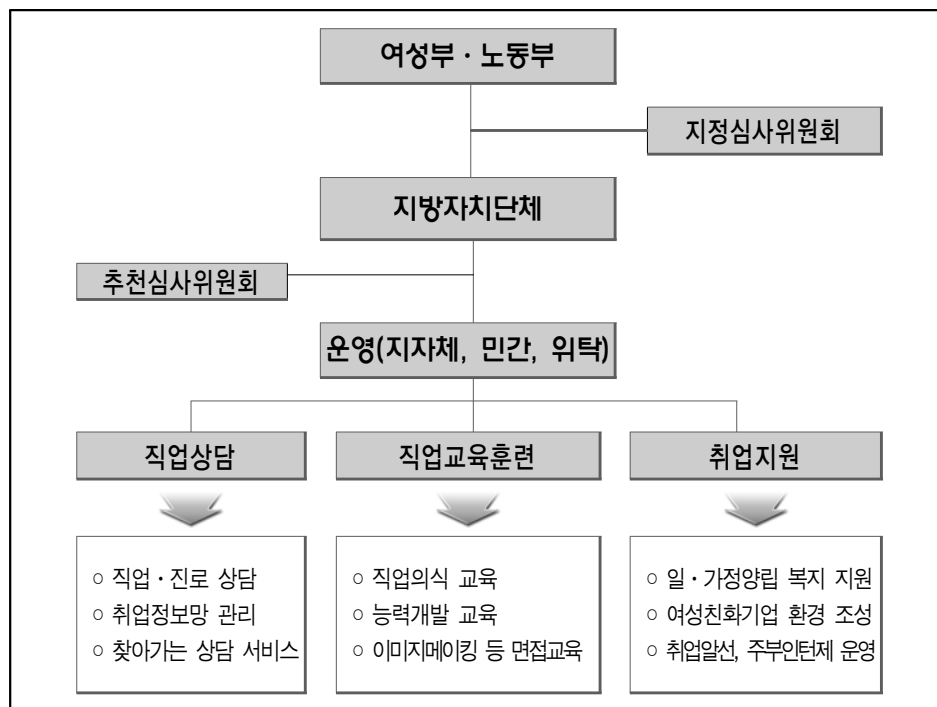 여성부·노동부
지정심사위원회
지방자치단체
추천심사위원회
운영(지자체, 민간, 위탁)
직업상담
직업교육훈련
취업지원
○ 직업·진로 상담
○ 취업정보망 관리
○ 찾아가는 상담 서비스
○ 직업의식 교육
○ 능력개발 교육
○ 이미지메이킹 등 면접교육
○ 일·가정양립 복지 지원
○ 여성친화기업 환경 조성
○ 취업알선, 주부인턴제 운영